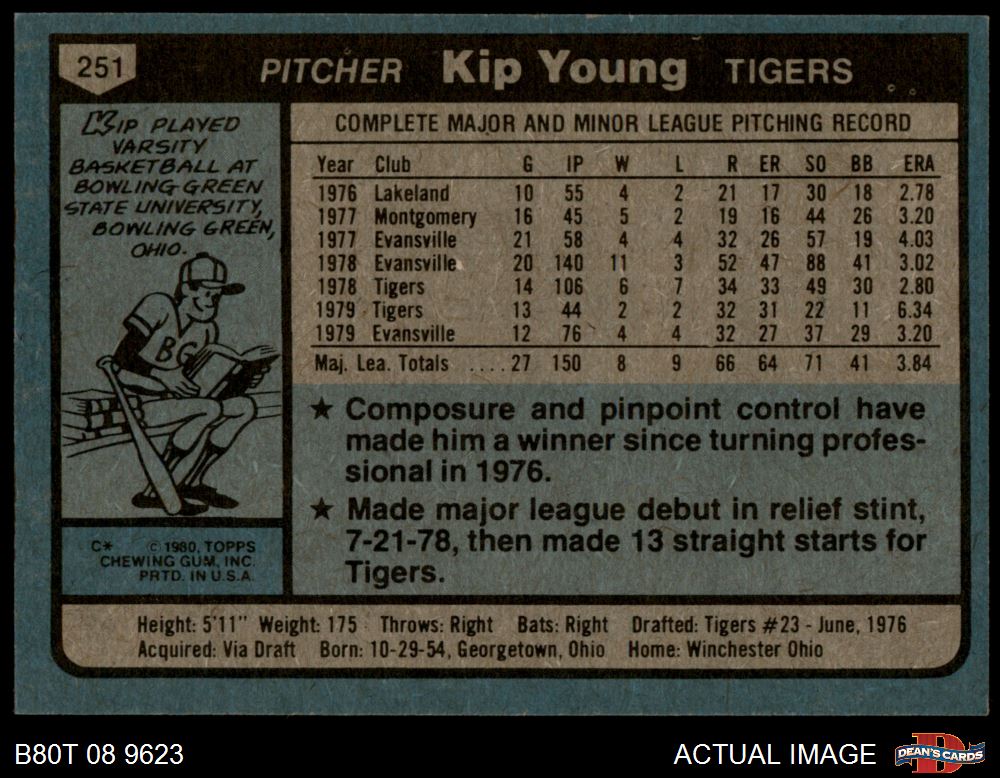 251 PITCHER Kip Young TIGERS
KIP PLAYED
VARSITY
BASKETBALL AT
BOWLING GREEN
STATE UNIVERSITY,
BOWLING GREEN,
OHIO.
BG
C* © 1980, TOPPS
CHEWING GUM, INC.
PRTD. IN U.S.A.
COMPLETE MAJOR AND MINOR LEAGUE PITCHING RECORD
Year Club G IP W L R ER SO BB ERA
1976 Lakeland 10 55 4 2 21 17 30 18 2.78
1977 Montgomery 16 45 5 2 19 16 44 26 3.20
1977 Evansville 21 58 4 4 32 26 57 19 4.03
1978 Evansville 20 140 11 3 52 47 88 41 3.02
1978 Tigers 14 106 6 7 34 33 49 30 2.80
1979 Tigers 13 44 2 2 32 31 22 11 6.34
1979 Evansville 12 76 4 4 32 27 37 29 3.20
Maj. Lea. Totals ....27 150 8 9 66 64 71 41 3.84
★ Composure and pinpoint control have
made him a winner since turning profes-
sional in 1976.
★ Made major league debut in relief stint,
7-21-78, then made 13 straight starts for
Tigers.
Height: 5'11" Weight: 175 Throws: Right Bats: Right Drafted: Tigers #23 - June, 1976
Acquired: Via Draft Born: 10-29-54, Georgetown, Ohio Home: Winchester Ohio
B80T 08 9623 ACTUAL IMAGE D DEAN'S CARDS